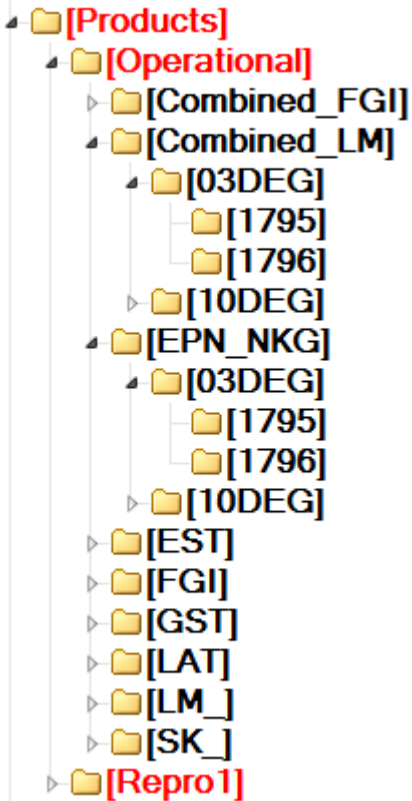 [Products]
[Operational]
[Combined_FGI]
[Combined_LM]
[03DEG]
[1795]
[1796]
[10DEG]
[EPN_NKG]
[03DEG]
[1795]
[1796]
[10DEG]
[EST]
[FGI]
[GST]
[LAT]
[LM_]
[SK_]
[Repro1]